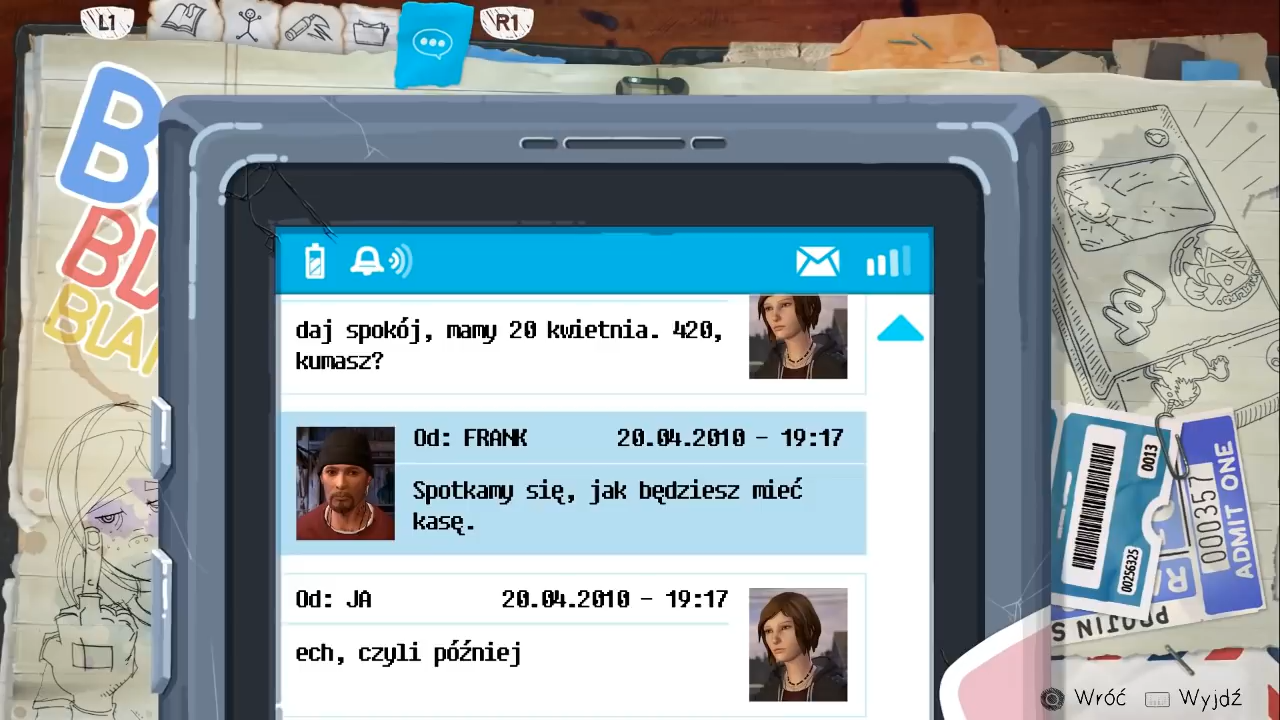 L1
R1
daj spokój, mamy 20 kwietnia. 420,
kumasz?
Od: FRANK 20.04.2010 - 19:17
Spotkamy się, jak będziesz mieć
kasę.
Od: JA 20.04.2010 - 19:17
ech, czyli później
0013
00256325
000357
ADMIT ONE
Wróć Wyjdź